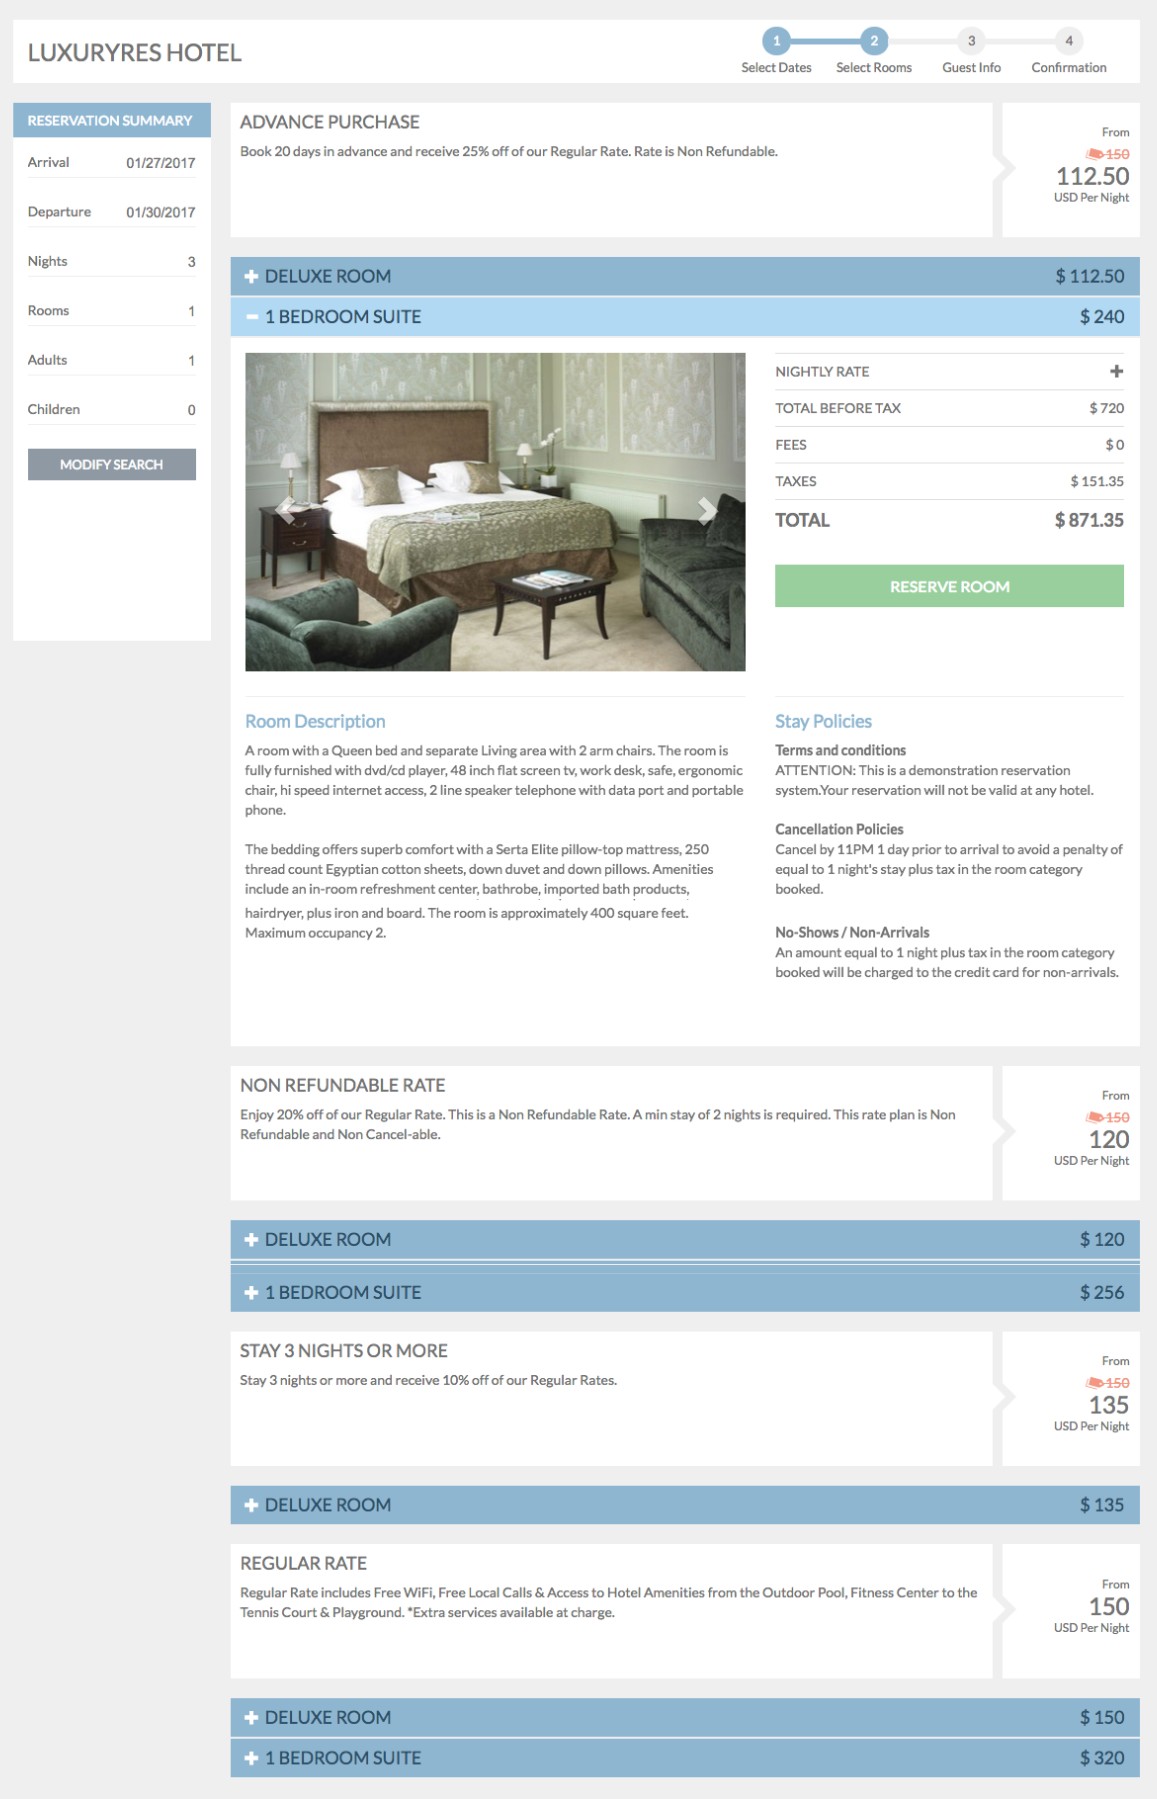 LUXURYRES HOTEL
1
2
3
4
Select Dates
Select Rooms
Guest Info
Confirmation
RESERVATION SUMMARY
Arrival 01/27/2017
Departure 01/30/2017
Nights 3
Rooms 1
Adults 1
Children 0
MODIFY SEARCH
ADVANCE PURCHASE
Book 20 days in advance and receive 25% off of our Regular Rate. Rate is Non Refundable.
From
150
112.50
USD Per Night
DELUXE ROOM $ 112.50
1 BEDROOM SUITE $ 240
NIGHTLY RATE
TOTAL BEFORE TAX $ 720
FEES $ 0
TAXES $ 151.35
TOTAL $ 871.35
RESERVE ROOM
Room Description
A room with a Queen bed and separate Living area with 2 arm chairs. The room is
fully furnished with dvd/cd player, 48 inch flat screen tv, work desk, safe, ergonomic
chair, hi speed internet access, 2 line speaker telephone with data port and portable
phone.
The bedding offers superb comfort with a Serta Elite pillow-top mattress, 250
thread count Egyptian cotton sheets, down duvet and down pillows. Amenities
include an in-room refreshment center, bathrobe, imported bath products,
hairdryer, plus iron and board. The room is approximately 400 square feet.
Maximum occupancy 2.
Stay Policies
Terms and conditions
ATTENTION: This is a demonstration reservation
system.Your reservation will not be valid at any hotel.
Cancellation Policies
Cancel by 11PM 1 day prior to arrival to avoid a penalty of
equal to 1 night's stay plus tax in the room category
booked.
No-Shows / Non-Arrivals
An amount equal to 1 night plus tax in the room category
booked will be charged to the credit card for non-arrivals.
NON REFUNDABLE RATE
Enjoy 20% off of our Regular Rate. This is a Non Refundable Rate. A min stay of 2 nights is required. This rate plan is Non
Refundable and Non Cancel-able.
From
150
120
USD Per Night
DELUXE ROOM $ 120
1 BEDROOM SUITE $ 256
STAY 3 NIGHTS OR MORE
Stay 3 nights or more and receive 10% off of our Regular Rates.
From
150
135
USD Per Night
DELUXE ROOM $ 135
REGULAR RATE
Regular Rate includes Free WiFi, Free Local Calls & Access to Hotel Amenities from the Outdoor Pool, Fitness Center to the
Tennis Court & Playground. *Extra services available at charge.
From
150
USD Per Night
DELUXE ROOM $ 150
1 BEDROOM SUITE $ 320